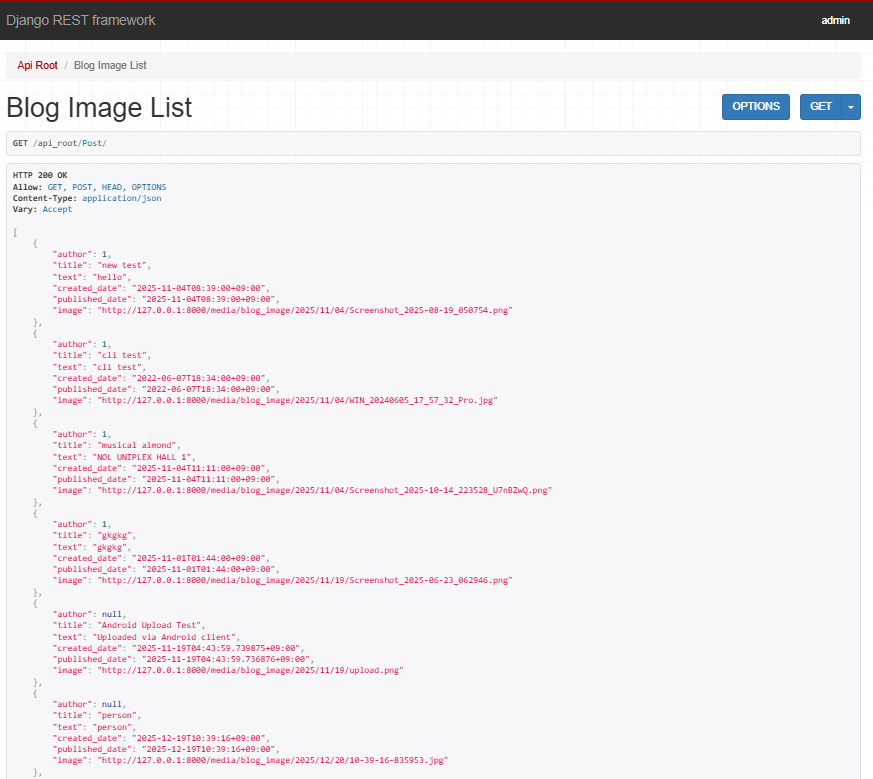 Django REST framework
admin
Api Root / Blog Image List
Blog Image List
OPTIONS
GET
GET /api_root/Post/
HTTP 200 OK
Allow: GET, POST, HEAD, OPTIONS
Content-Type: application/json
Vary: Accept
[
    {
        "author": 1,
        "title": "new test",
        "text": "hello",
        "created_date": "2025-11-04T08:39:00+09:00",
        "published_date": "2025-11-04T08:39:00+09:00",
        "image": "http://127.0.0.1:8000/media/blog_image/2025/11/04/Screenshot_2025-08-19_050754.png"
    },
    {
        "author": 1,
        "title": "cli test",
        "text": "cli test",
        "created_date": "2022-06-07T18:34:00+09:00",
        "published_date": "2022-06-07T18:34:00+09:00",
        "image": "http://127.0.0.1:8000/media/blog_image/2025/11/04/WIN_20240605_17_57_32_Pro.jpg"
    },
    {
        "author": 1,
        "title": "musical almond",
        "text": "NOL UNIPLEX HALL 1",
        "created_date": "2025-11-04T11:11:00+09:00",
        "published_date": "2025-11-04T11:11:00+09:00",
        "image": "http://127.0.0.1:8000/media/blog_image/2025/11/04/Screenshot_2025-10-14_223528_U7nBZwQ.png"
    },
    {
        "author": 1,
        "title": "gkgkg",
        "text": "gkgkg",
        "created_date": "2025-11-01T01:44:00+09:00",
        "published_date": "2025-11-01T01:44:00+09:00",
        "image": "http://127.0.0.1:8000/media/blog_image/2025/11/19/Screenshot_2025-06-23_062946.png"
    },
    {
        "author": null,
        "title": "Android Upload Test",
        "text": "Uploaded via Android client",
        "created_date": "2025-11-19T04:43:59.739875+09:00",
        "published_date": "2025-11-19T04:43:59.736876+09:00",
        "image": "http://127.0.0.1:8000/media/blog_image/2025/11/19/upload.png"
    },
    {
        "author": null,
        "title": "person",
        "text": "person",
        "created_date": "2025-12-19T10:39:16+09:00",
        "published_date": "2025-12-19T10:39:16+09:00",
        "image": "http://127.0.0.1:8000/media/blog_image/2025/12/20/10-39-16-835953.jpg"
    },